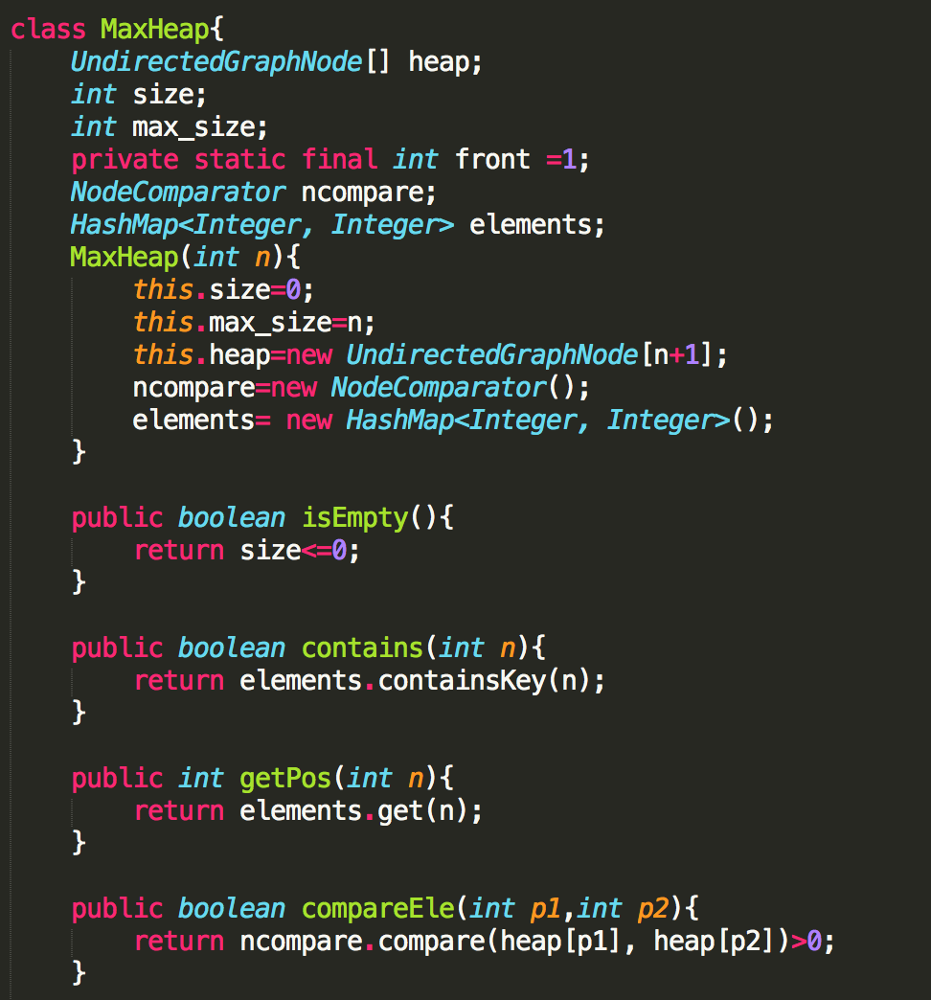 class MaxHeap{
    UndirectedGraphNode[] heap;
    int size;
    int max_size;
    private static final int front =1;
    NodeComparator ncompare;
    HashMap<Integer, Integer> elements;
    MaxHeap(int n){
        this.size=0;
        this.max_size=n;
        this.heap=new UndirectedGraphNode[n+1];
        ncompare=new NodeComparator();
        elements= new HashMap<Integer, Integer>();
    }

    public boolean isEmpty(){
        return size<=0;
    }

    public boolean contains(int n){
        return elements.containsKey(n);
    }

    public int getPos(int n){
        return elements.get(n);
    }

    public boolean compareEle(int p1,int p2){
        return ncompare.compare(heap[p1], heap[p2])>0;
    }